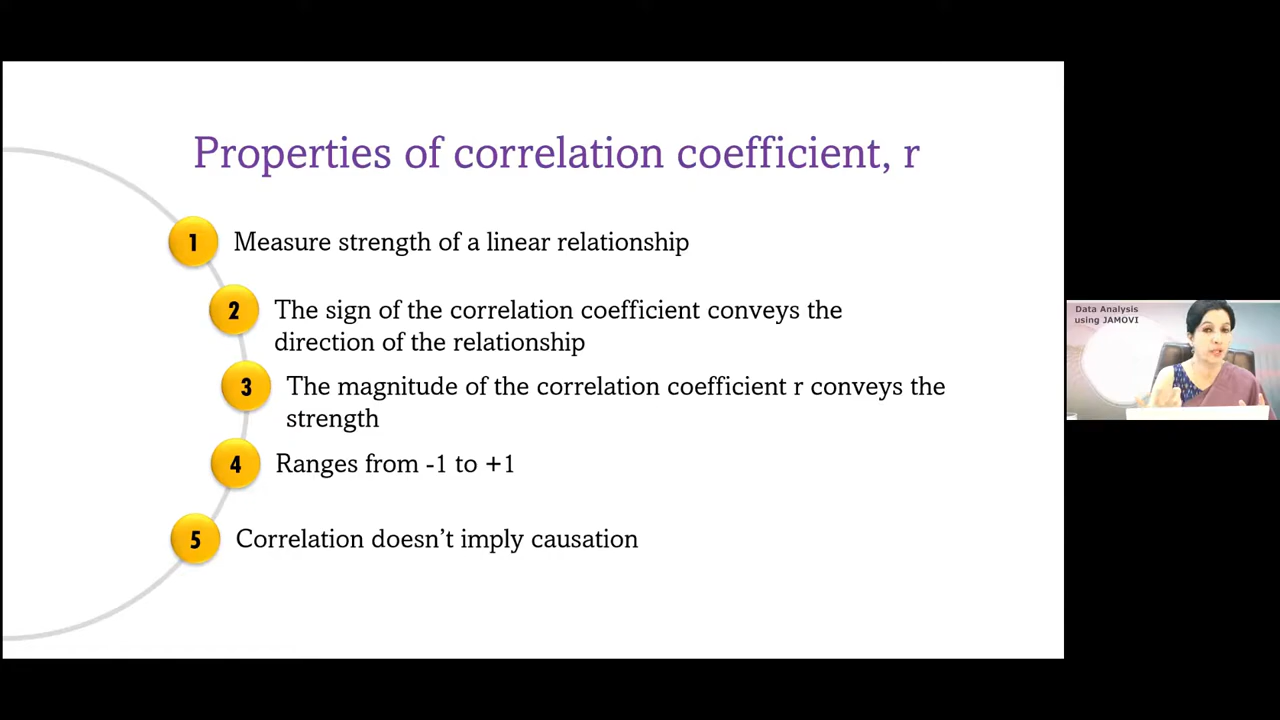 Properties of correlation coefficient, r
1 Measure strength of a linear relationship
2 The sign of the correlation coefficient conveys the
direction of the relationship
3 The magnitude of the correlation coefficient r conveys the
strength
4 Ranges from -1 to +1
5 Correlation doesn’t imply causation
Data Analysis
using JAMOVI